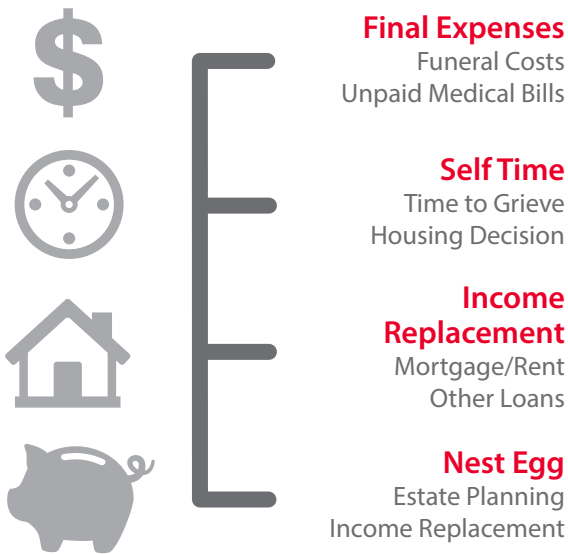 Final Expenses
Funeral Costs
Unpaid Medical Bills
Self Time
Time to Grieve
Housing Decision
Income
Replacement
Mortgage/Rent
Other Loans
Nest Egg
Estate Planning
Income Replacement